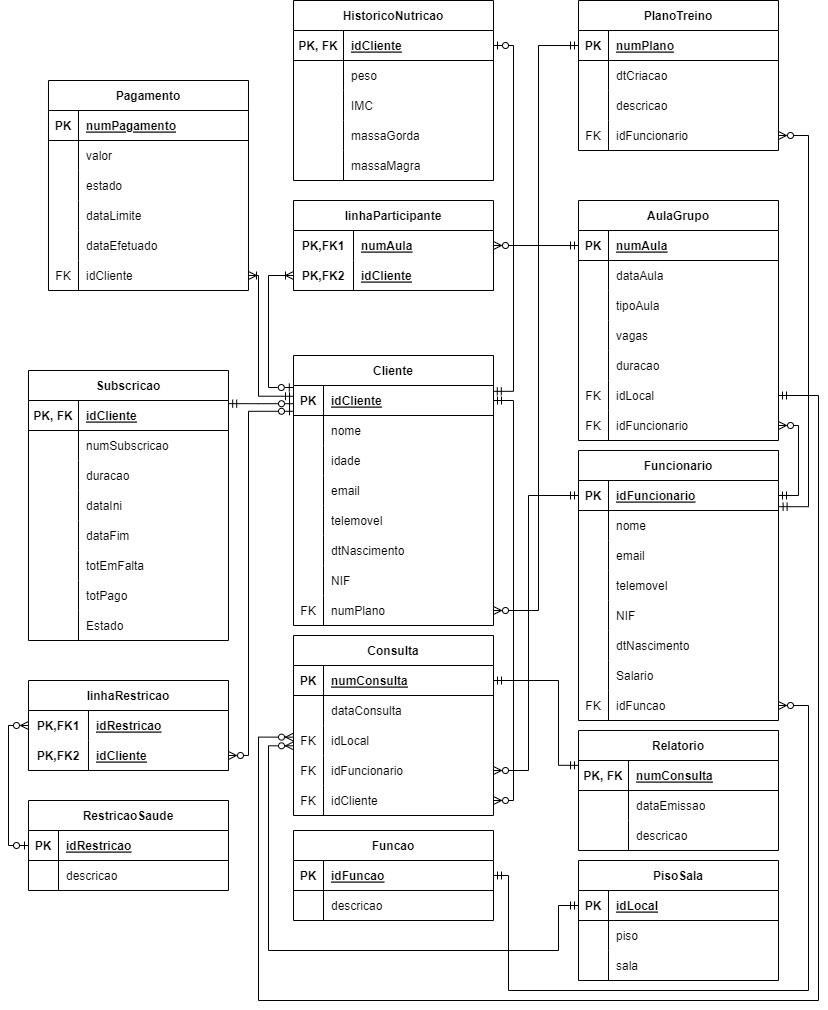 HistoricoNutricao
PK, FK idCliente
peso
IMC
massaGorda
massaMagra
PlanoTreino
PK numPlano
dtCriacao
descricao
FK idFuncionario
Pagamento
PK numPagamento
valor
estado
dataLimite
dataEfetuado
FK idCliente
linhaParticipante
PK,FK1 numAula
PK,FK2 idCliente
AulaGrupo
PK numAula
dataAula
tipoAula
vagas
duracao
FK idLocal
FK idFuncionario
Subscricao
PK, FK idCliente
numSubscricao
duracao
dataIni
dataFim
totEmFalta
totPago
Estado
Cliente
PK idCliente
nome
idade
email
telemovel
dtNascimento
NIF
FK numPlano
Funcionario
PK idFuncionario
nome
email
telemovel
NIF
dtNascimento
Salario
FK idFuncao
linhaRestricao
PK,FK1 idRestricao
PK,FK2 idCliente
Consulta
PK numConsulta
dataConsulta
FK idLocal
FK idFuncionario
FK idCliente
Relatorio
PK, FK numConsulta
dataEmissao
descricao
RestricaoSaude
PK idRestricao
descricao
Funcao
PK idFuncao
descricao
PisoSala
PK idLocal
piso
sala